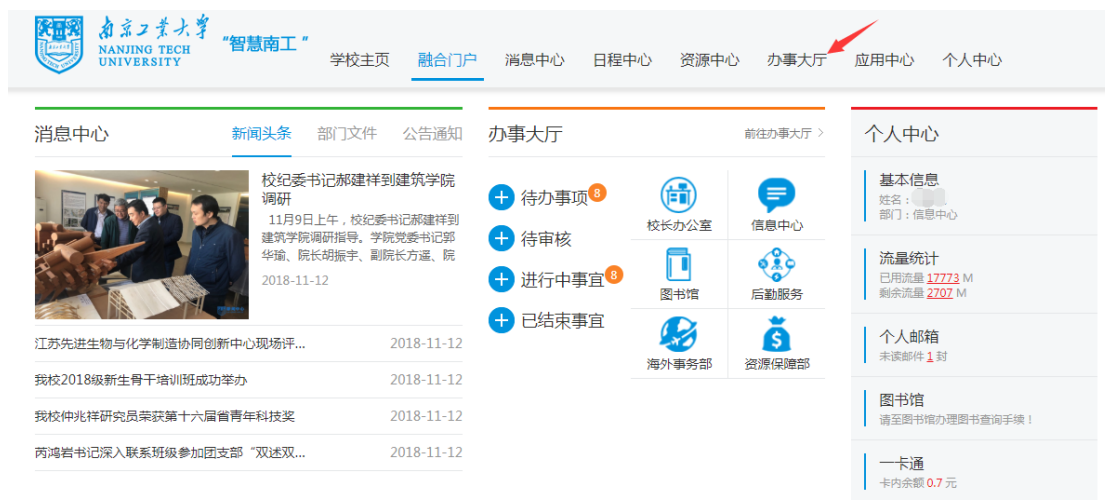 南京工业大学
NANJING TECH
UNIVERSITY
"智慧南工"
学校主页 融合门户 消息中心 日程中心 资源中心 办事大厅 应用中心 个人中心
消息中心 新闻头条 部门文件 公告通知
校纪委书记郝建祥到建筑学院
调研
11月9日上午，校纪委书记郝建祥到
建筑学院调研指导。学院党委书记郭
华瑜、院长胡振宇、副院长方遥、院
2018-11-12
江苏先进生物与化学制造协同创新中心现场评... 2018-11-12
我校2018级新生骨干培训班成功举办 2018-11-12
我校仲兆祥研究员荣获第十六届省青年科技奖 2018-11-12
芮鸿岩书记深入联系班级参加团支部“双述双... 2018-11-12
办事大厅 前往办事大厅 >
待办事项 8
待审核
进行中事宜 8
已结束事宜
校长办公室 信息中心
图书馆 后勤服务
海外事务部 资源保障部
个人中心
基本信息
姓名：
部门：信息中心
流量统计
已用流量 17773 M
剩余流量 2707 M
个人邮箱
未读邮件 1 封
图书馆
请至图书馆办理图书查询手续！
一卡通
卡内余额 0.7 元